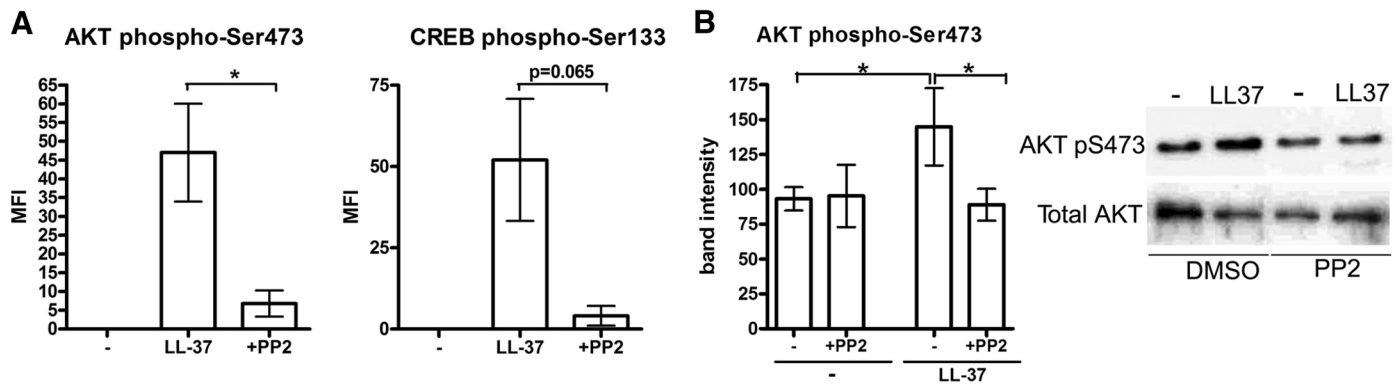 A
AKT phospho-Ser473
MFI
65
60
55
50
45
40
35
30
25
20
15
10
5
0
*
- LL-37 +PP2
CREB phospho-Ser133
MFI
75
50
25
0
p=0.065
- LL-37 +PP2
B
AKT phospho-Ser473
band intensity
175
150
125
100
75
50
25
0
* *
- +PP2 - +PP2
- LL-37
- LL37 - LL37
AKT pS473
Total AKT
DMSO PP2